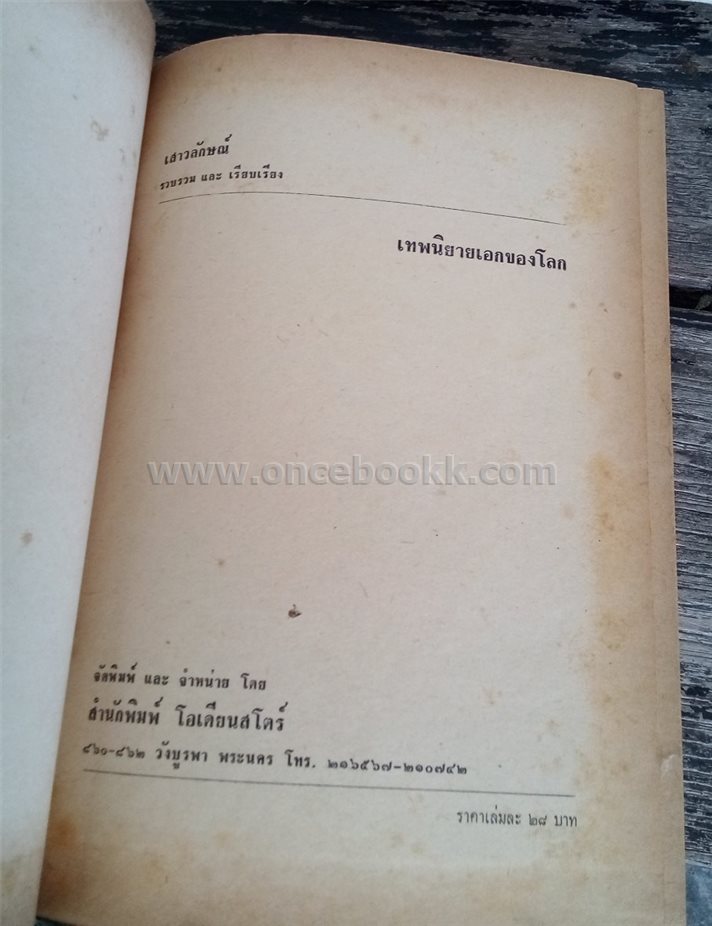 เสาวลักษณ์
รวบรวม และ เรียบเรียง
เทพนิยายเอกของโลก
www.oncebookk.com
จัดพิมพ์ และ จำหน่าย โดย
สำนักพิมพ์ โอเดียนสโตร์
๘๖๐-๘๖๒ วังบูรพา พระนคร โทร. ๒๑๖๕๖๗-๒๑๐๗๔๒
ราคาเล่มละ ๒๘ บาท